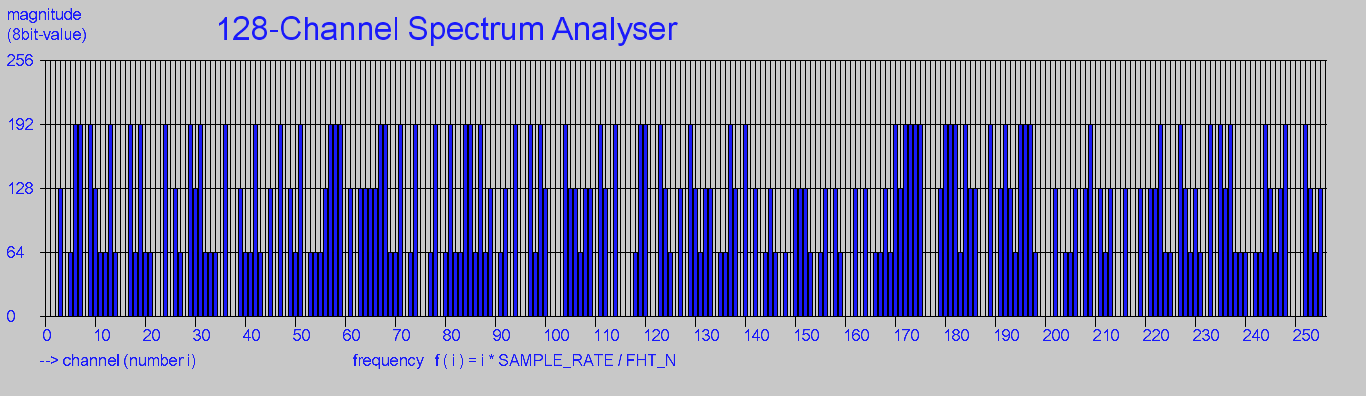 magnitude
(8bit-value)
128-Channel Spectrum Analyser
256
192
128
64
0
0 10 20 30 40 50 60 70 80 90 100 110 120 130 140 150 160 170 180 190 200 210 220 230 240 250
--> channel (number i)
frequency f ( i ) = i * SAMPLE_RATE / FHT_N